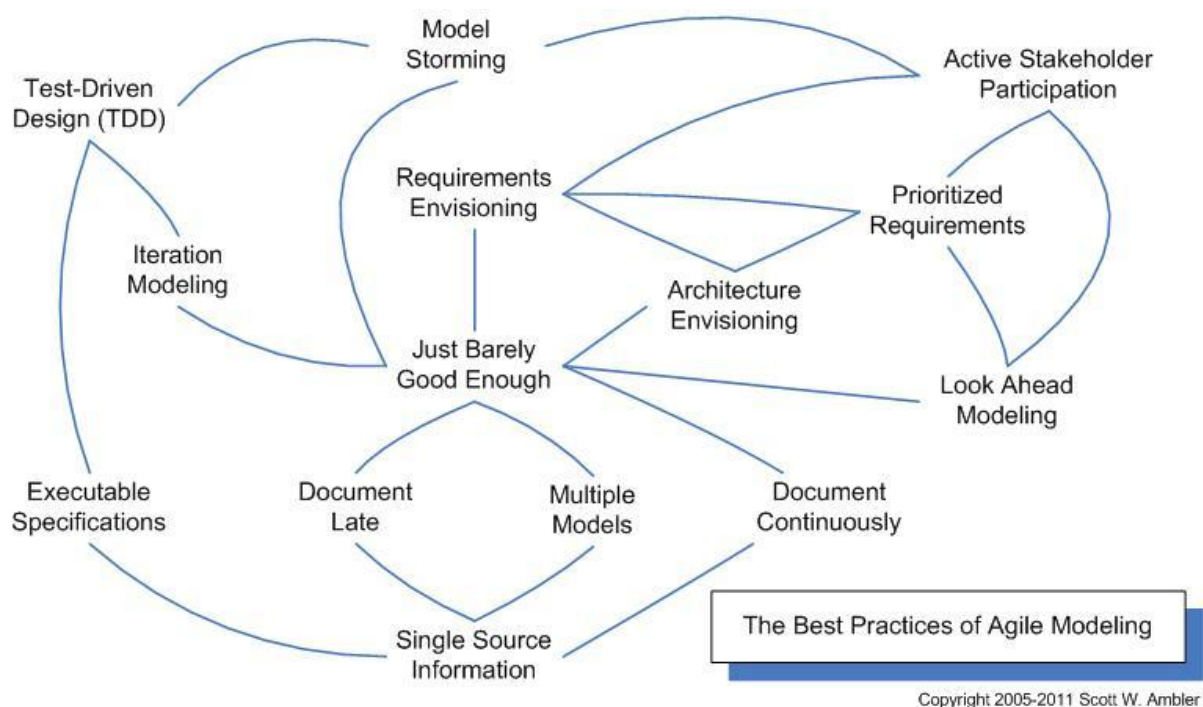 Model
Storming
Active Stakeholder
Participation
Test-Driven
Design (TDD)
Requirements
Envisioning
Prioritized
Requirements
Iteration
Modeling
Architecture
Envisioning
Just Barely
Good Enough
Look Ahead
Modeling
Executable
Specifications
Document
Late
Multiple
Models
Document
Continuously
Single Source
Information
The Best Practices of Agile Modeling
Copyright 2005-2011 Scott W. Ambler